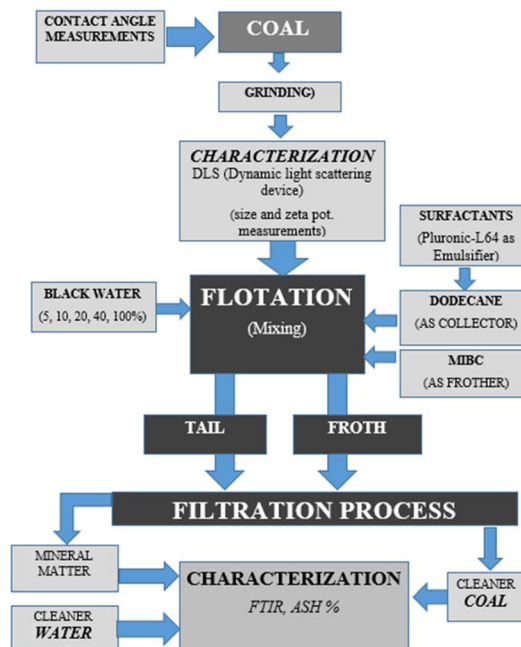 CONTACT ANGLE
MEASUREMENTS
COAL
GRINDING)
CHARACTERIZATION
DLS (Dynamic light scattering
device)
(size and zeta pot.
measurements)
SURFACTANTS
(Pluronic-L64 as
Emulsifier)
BLACK WATER
(5, 10, 20, 40, 100%)
FLOTATION
(Mixing)
DODECANE
(AS COLLECTOR)
MIBC
(AS FROTHER)
TAIL
FROTH
FILTRATION PROCESS
MINERAL
MATTER
CHARACTERIZATION
FTIR, ASH %
CLEANER
COAL
CLEANER
WATER